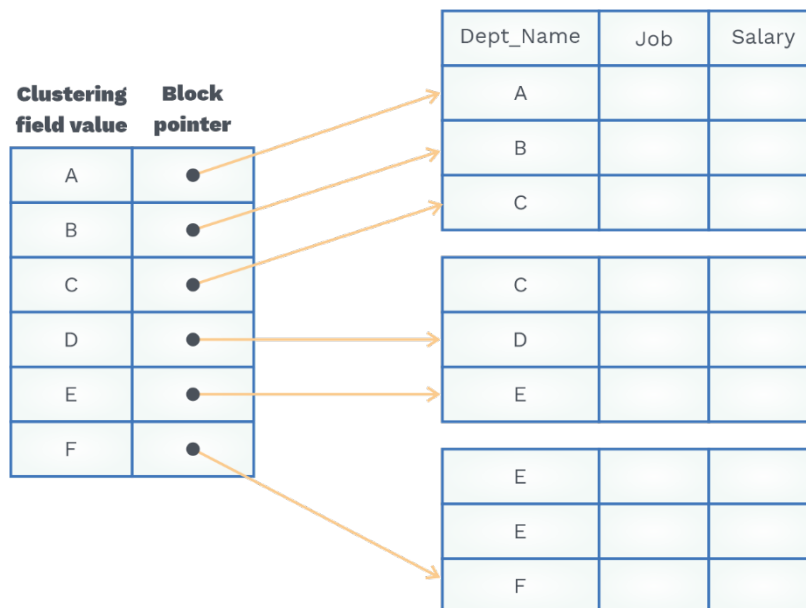 Clustering field value
Block pointer
A
B
C
D
E
F
Dept_Name Job Salary
A
B
C
C
D
E
E
E
F